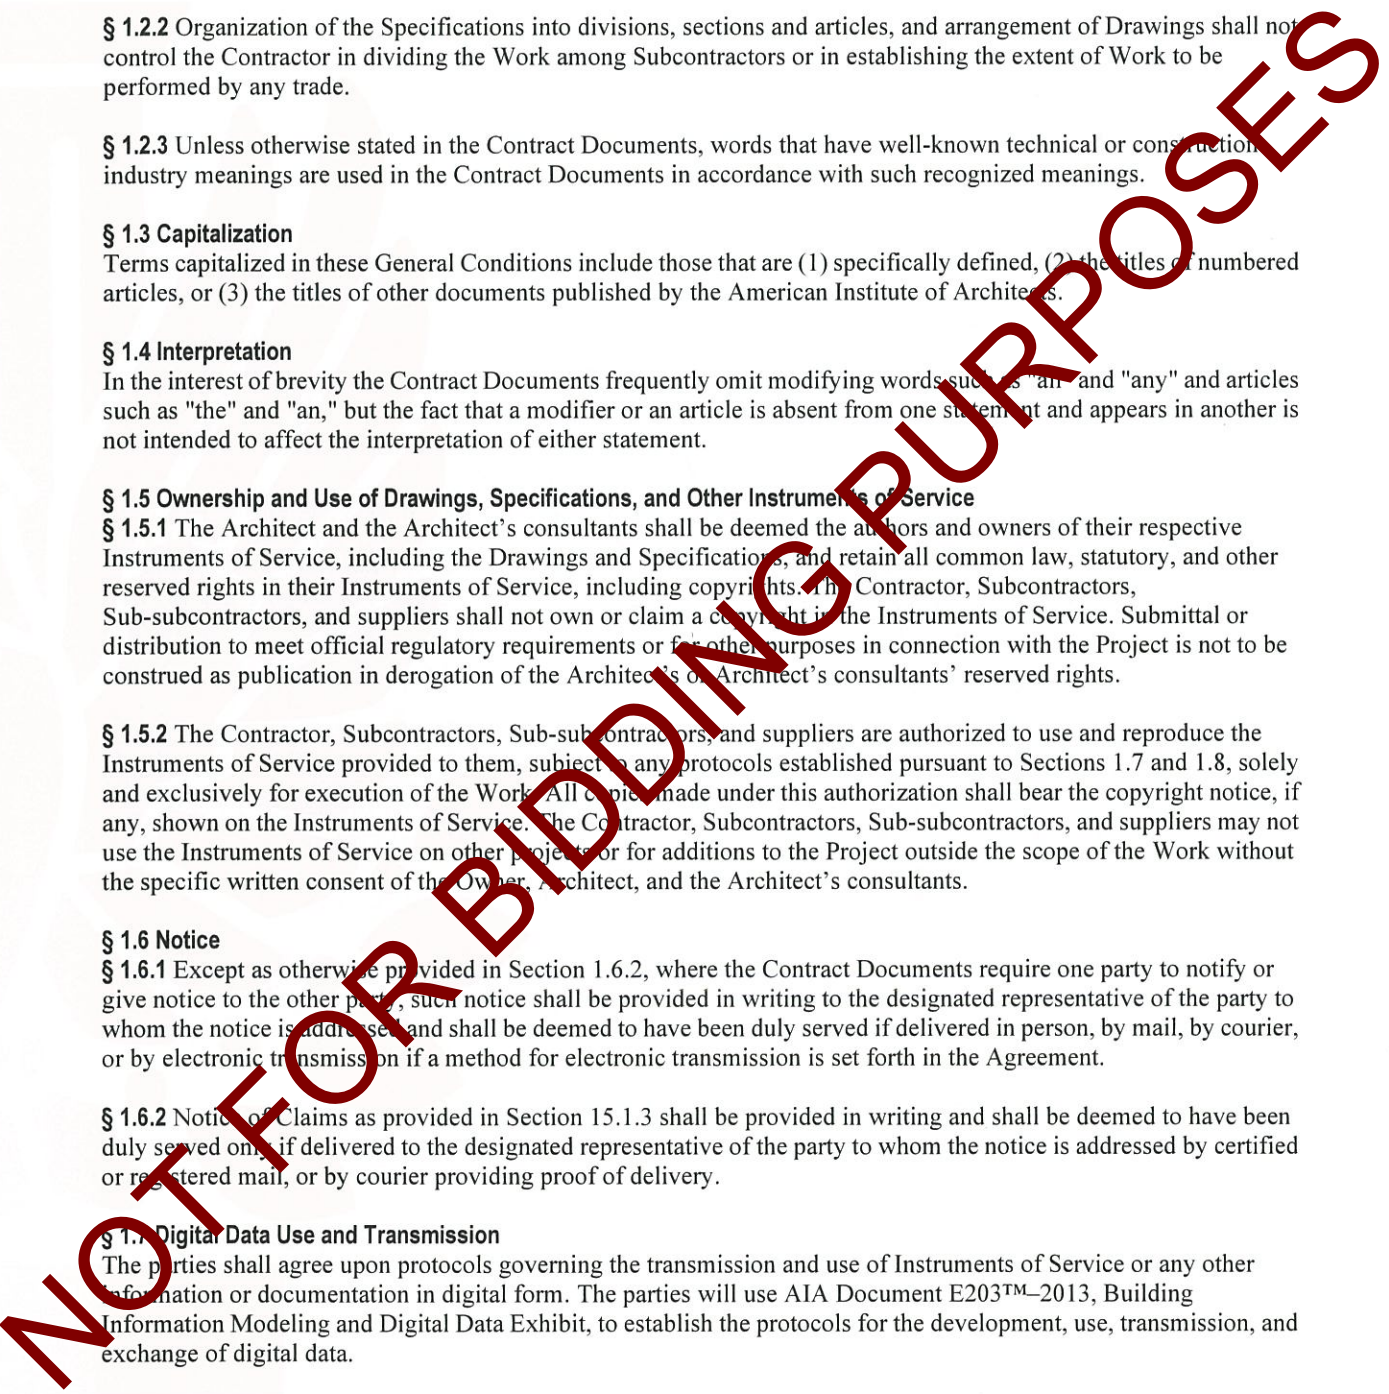 § 1.2.2 Organization of the Specifications into divisions, sections and articles, and arrangement of Drawings shall not
control the Contractor in dividing the Work among Subcontractors or in establishing the extent of Work to be
performed by any trade.
§ 1.2.3 Unless otherwise stated in the Contract Documents, words that have well-known technical or construction
industry meanings are used in the Contract Documents in accordance with such recognized meanings.
§ 1.3 Capitalization
Terms capitalized in these General Conditions include those that are (1) specifically defined, (2) the titles of numbered
articles, or (3) the titles of other documents published by the American Institute of Architects.
§ 1.4 Interpretation
In the interest of brevity the Contract Documents frequently omit modifying words such as "all" and "any" and articles
such as "the" and "an," but the fact that a modifier or an article is absent from one statement and appears in another is
not intended to affect the interpretation of either statement.
§ 1.5 Ownership and Use of Drawings, Specifications, and Other Instruments of Service
§ 1.5.1 The Architect and the Architect's consultants shall be deemed the authors and owners of their respective
Instruments of Service, including the Drawings and Specifications, and retain all common law, statutory, and other
reserved rights in their Instruments of Service, including copyrights. The Contractor, Subcontractors,
Sub-subcontractors, and suppliers shall not own or claim a copyright in the Instruments of Service. Submittal or
distribution to meet official regulatory requirements or for other purposes in connection with the Project is not to be
construed as publication in derogation of the Architect's or Architect's consultants' reserved rights.
§ 1.5.2 The Contractor, Subcontractors, Sub-subcontractors, and suppliers are authorized to use and reproduce the
Instruments of Service provided to them, subject to any protocols established pursuant to Sections 1.7 and 1.8, solely
and exclusively for execution of the Work. All copies made under this authorization shall bear the copyright notice, if
any, shown on the Instruments of Service. The Contractor, Subcontractors, Sub-subcontractors, and suppliers may not
use the Instruments of Service on other projects or for additions to the Project outside the scope of the Work without
the specific written consent of the Owner, Architect, and the Architect's consultants.
§ 1.6 Notice
§ 1.6.1 Except as otherwise provided in Section 1.6.2, where the Contract Documents require one party to notify or
give notice to the other party, such notice shall be provided in writing to the designated representative of the party to
whom the notice is addressed and shall be deemed to have been duly served if delivered in person, by mail, by courier,
or by electronic transmission if a method for electronic transmission is set forth in the Agreement.
§ 1.6.2 Notice of Claims as provided in Section 15.1.3 shall be provided in writing and shall be deemed to have been
duly served only if delivered to the designated representative of the party to whom the notice is addressed by certified
or registered mail, or by courier providing proof of delivery.
§ 1.7 Digital Data Use and Transmission
The parties shall agree upon protocols governing the transmission and use of Instruments of Service or any other
information or documentation in digital form. The parties will use AIA Document E203™–2013, Building
Information Modeling and Digital Data Exhibit, to establish the protocols for the development, use, transmission, and
exchange of digital data.
NOT FOR BIDDING PURPOSES